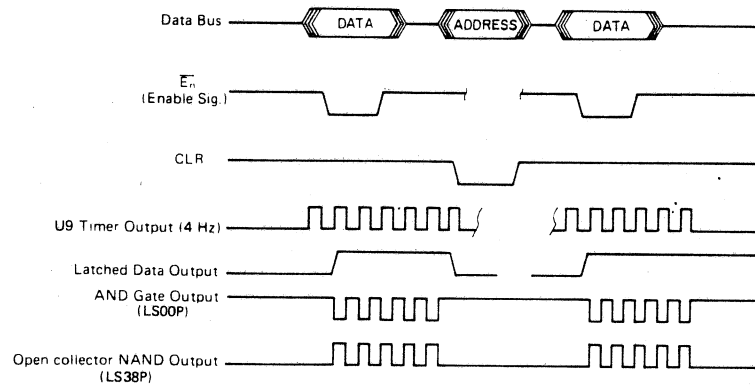 Data Bus
DATA
ADDRESS
DATA
En
(Enable Sig.)
CLR
U9 Timer Output (4 Hz)
Latched Data Output
AND Gate Output
(LS00P)
Open collector NAND Output
(LS38P)